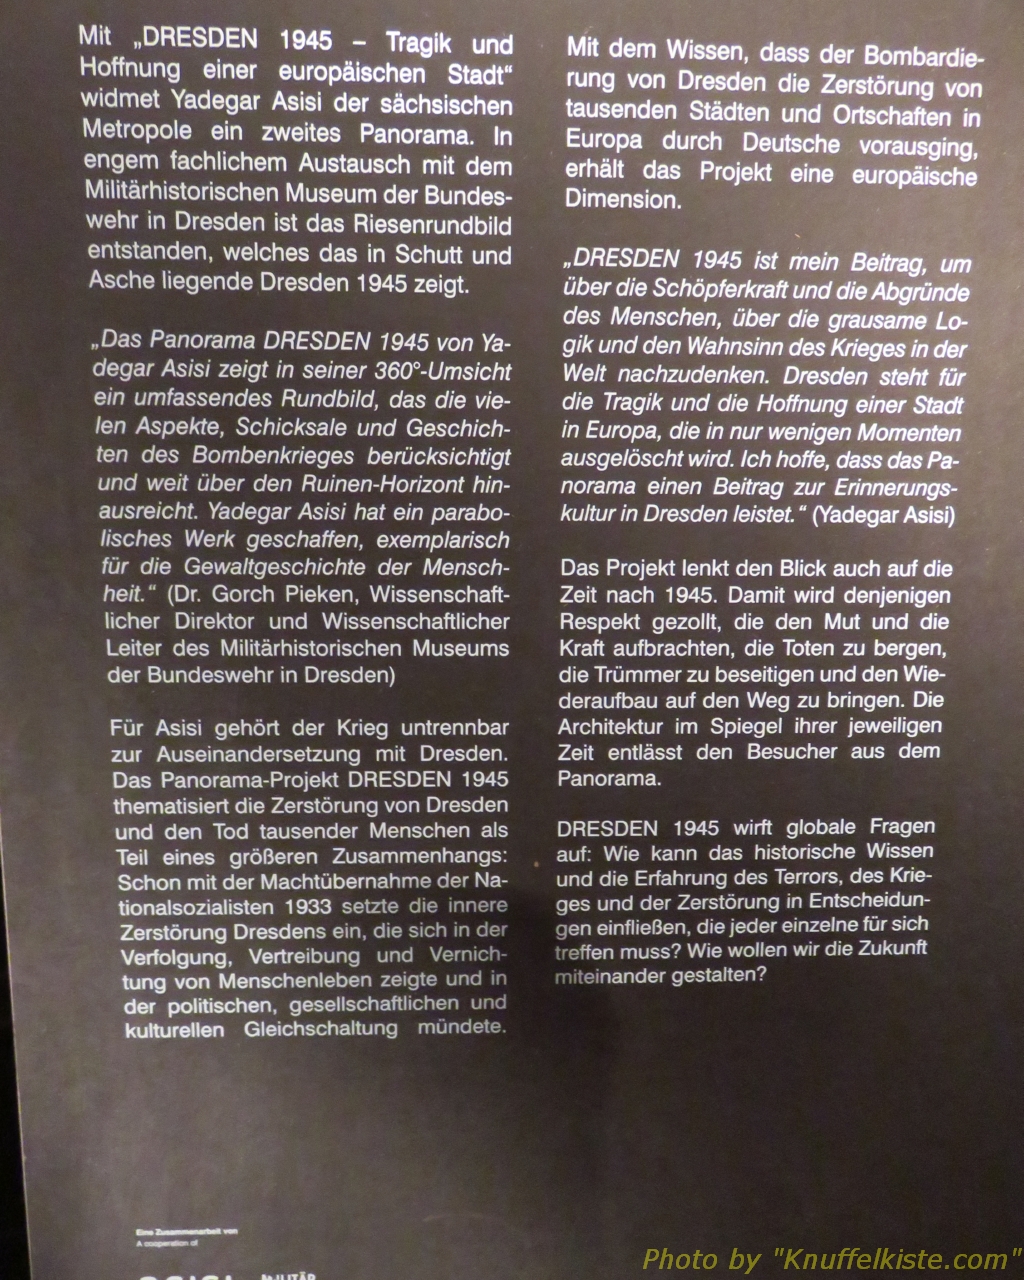 Mit „DRESDEN 1945 – Tragik und
Hoffnung einer europäischen Stadt“
widmet Yadegar Asisi der sächsischen
Metropole ein zweites Panorama. In
engem fachlichem Austausch mit dem
Militärhistorischen Museum der Bundes-
wehr in Dresden ist das Riesenrundbild
entstanden, welches das in Schutt und
Asche liegende Dresden 1945 zeigt.
„Das Panorama DRESDEN 1945 von Ya-
degar Asisi zeigt in seiner 360°-Umsicht
ein umfassendes Rundbild, das die vie-
len Aspekte, Schicksale und Geschich-
ten des Bombenkrieges berücksichtigt
und weit über den Ruinen-Horizont hin-
ausreicht. Yadegar Asisi hat ein parabo-
lisches Werk geschaffen, exemplarisch
für die Gewaltgeschichte der Mensch-
heit.“ (Dr. Gorch Pieken, Wissenschaft-
licher Direktor und Wissenschaftlicher
Leiter des Militärhistorischen Museums
der Bundeswehr in Dresden)
Für Asisi gehört der Krieg untrennbar
zur Auseinandersetzung mit Dresden.
Das Panorama-Projekt DRESDEN 1945
thematisiert die Zerstörung von Dresden
und den Tod tausender Menschen als
Teil eines größeren Zusammenhangs:
Schon mit der Machtübernahme der Na-
tionalsozialisten 1933 setzte die innere
Zerstörung Dresdens ein, die sich in der
Verfolgung, Vertreibung und Vernich-
tung von Menschenleben zeigte und in
der politischen, gesellschaftlichen und
kulturellen Gleichschaltung mündete.
Mit dem Wissen, dass der Bombardie-
rung von Dresden die Zerstörung von
tausenden Städten und Ortschaften in
Europa durch Deutsche vorausging,
erhält das Projekt eine europäische
Dimension.
„DRESDEN 1945 ist mein Beitrag, um
über die Schöpferkraft und die Abgründe
des Menschen, über die grausame Lo-
gik und den Wahnsinn des Krieges in der
Welt nachzudenken. Dresden steht für
die Tragik und die Hoffnung einer Stadt
in Europa, die in nur wenigen Momenten
ausgelöscht wird. Ich hoffe, dass das Pa-
norama einen Beitrag zur Erinnerungs-
kultur in Dresden leistet.“ (Yadegar Asisi)
Das Projekt lenkt den Blick auch auf die
Zeit nach 1945. Damit wird denjenigen
Respekt gezollt, die den Mut und die
Kraft aufbrachten, die Toten zu bergen,
die Trümmer zu beseitigen und den Wie-
deraufbau auf den Weg zu bringen. Die
Architektur im Spiegel ihrer jeweiligen
Zeit entlässt den Besucher aus dem
Panorama.
DRESDEN 1945 wirft globale Fragen
auf: Wie kann das historische Wissen
und die Erfahrung des Terrors, des Krie-
ges und der Zerstörung in Entscheidun-
gen einfließen, die jeder einzelne für sich
treffen muss? Wie wollen wir die Zukunft
miteinander gestalten?
Eine Zusammenarbeit von
A cooperation of
Photo by "Knuffelkiste.com"